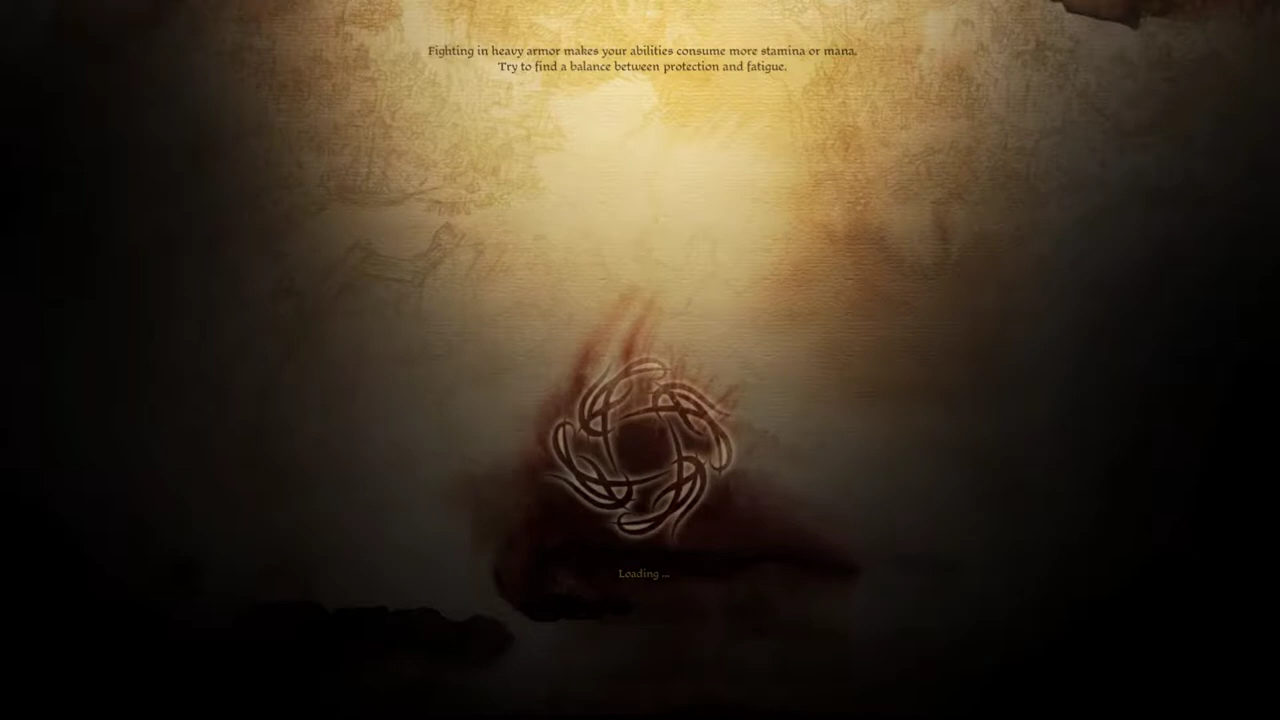 Fighting in heavy armor makes your abilities consume more stamina or mana.
Try to find a balance between protection and fatigue.
Loading ...